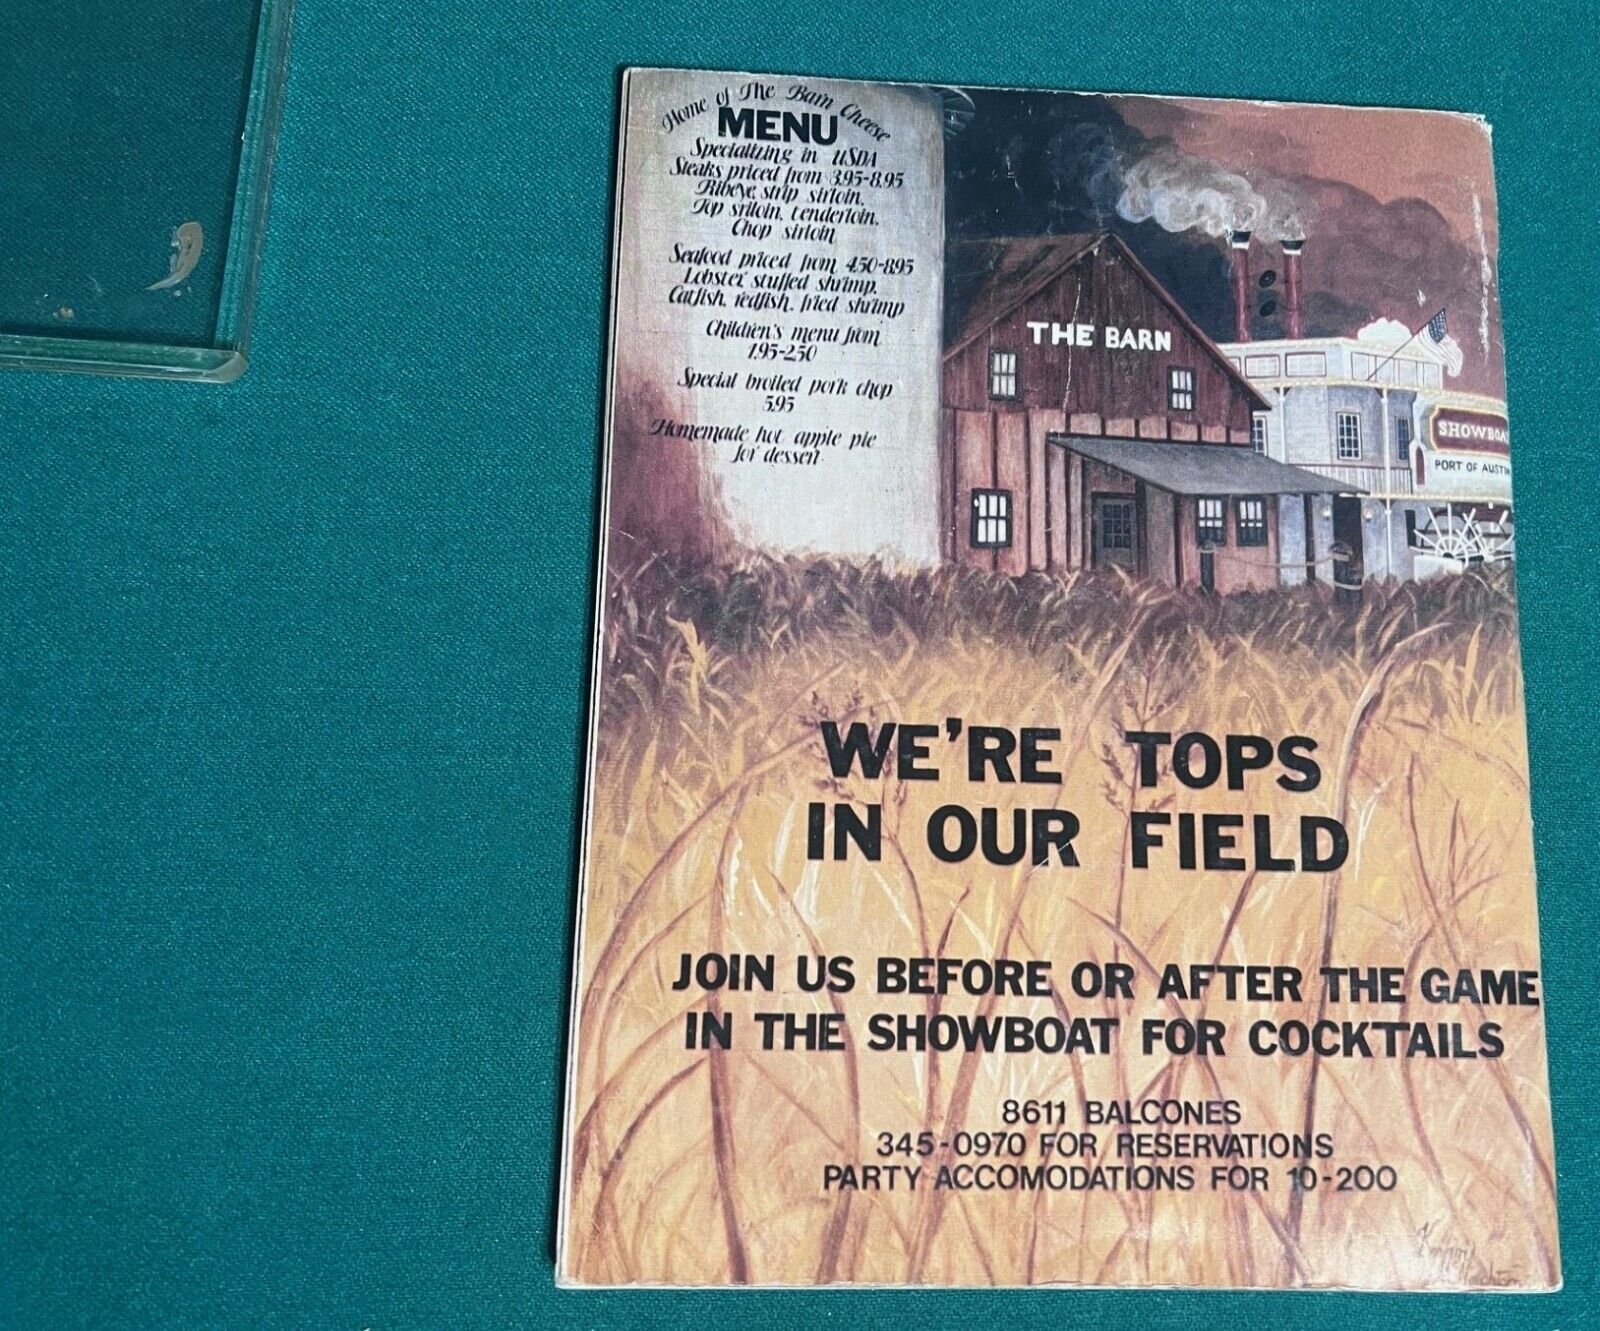 Home of The Barn Cheese
MENU
Specializing in USDA
Steaks priced from 3.95-8.95
Ribeye, strip sirloin,
Top sriloin, tenderloin,
Chop sirloin
Seafood priced from 4.50-8.95
Lobster, stuffed shrimp,
Catfish, redfish, fried shrimp
Children's menu from
1.95-2.50
Special broiled pork chop
5.95
Homemade hot apple pie
for dessert
THE BARN
SHOWBOA
PORT OF AUSTIN
WE'RE TOPS
IN OUR FIELD
JOIN US BEFORE OR AFTER THE GAME
IN THE SHOWBOAT FOR COCKTAILS
8611 BALCONES
345-0970 FOR RESERVATIONS
PARTY ACCOMODATIONS FOR 10-200